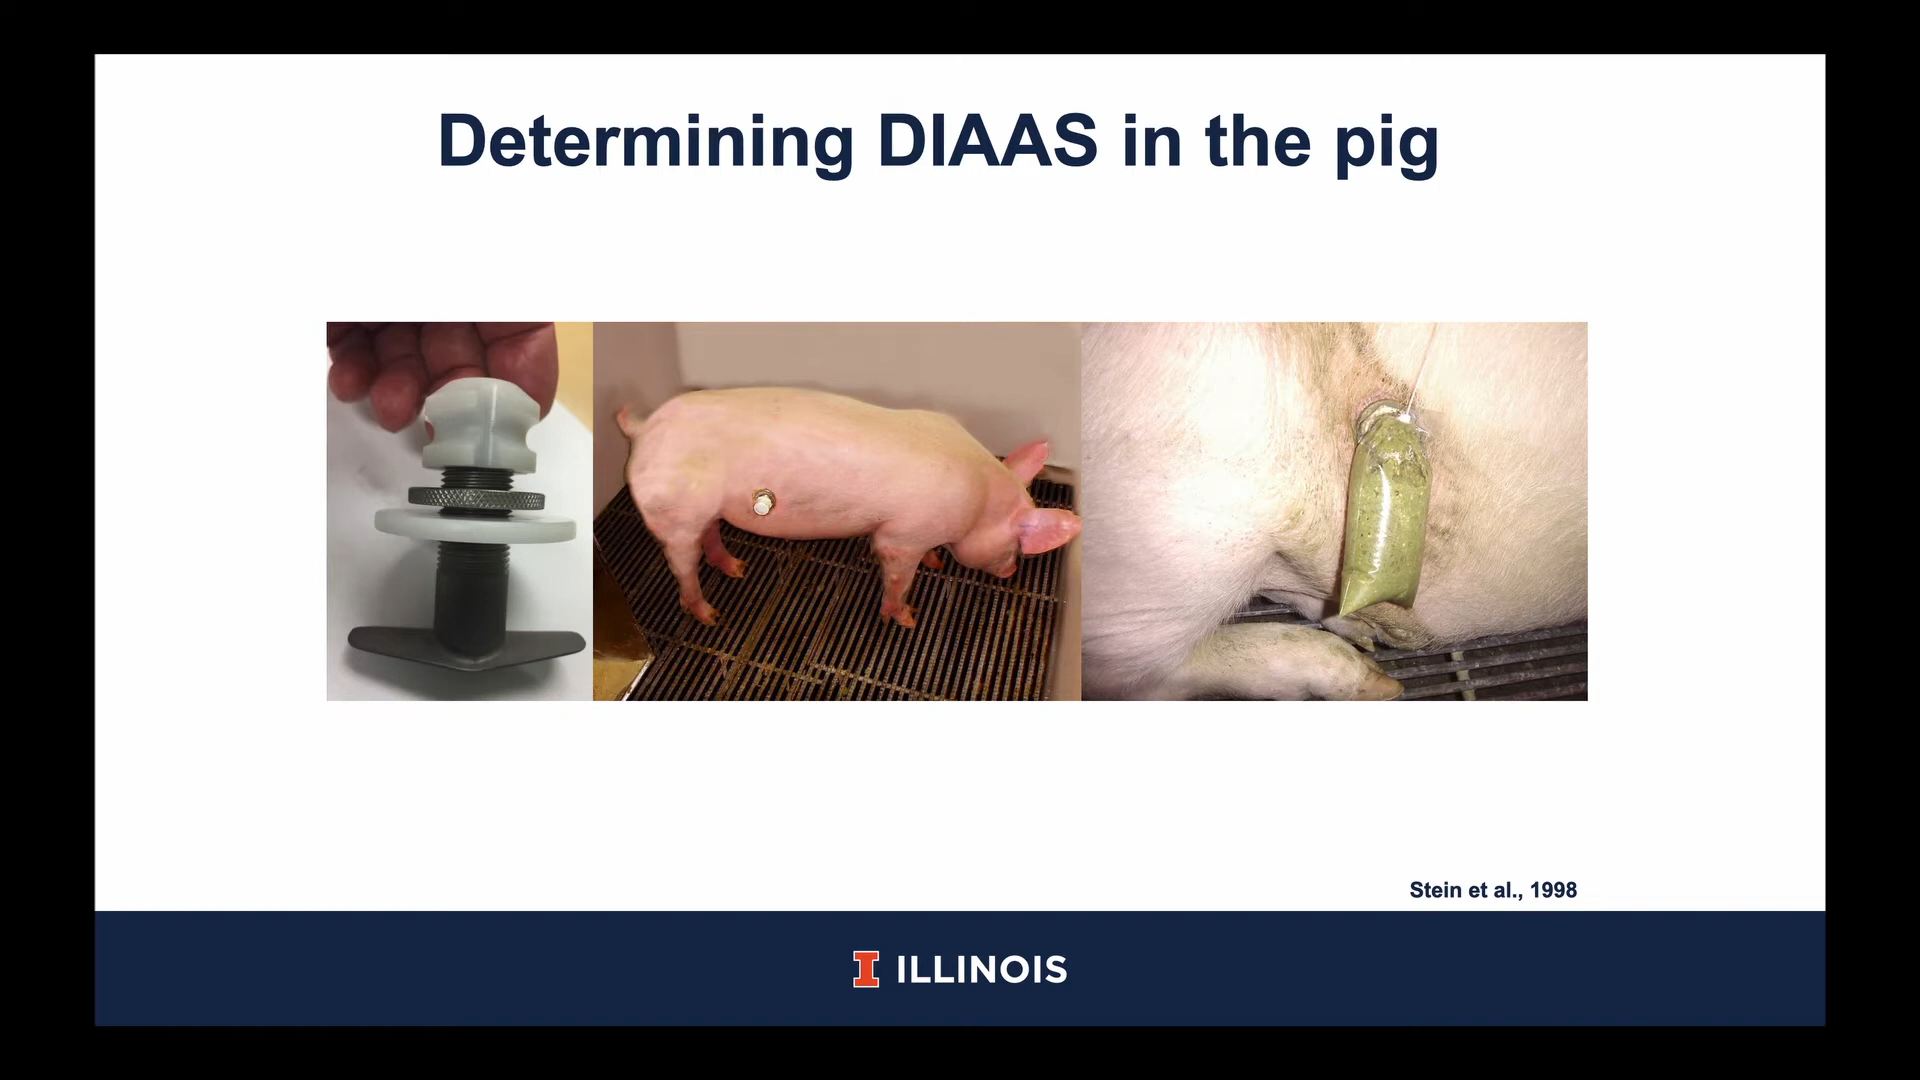 Determining DIAAS in the pig
Stein et al., 1998
I ILLINOIS